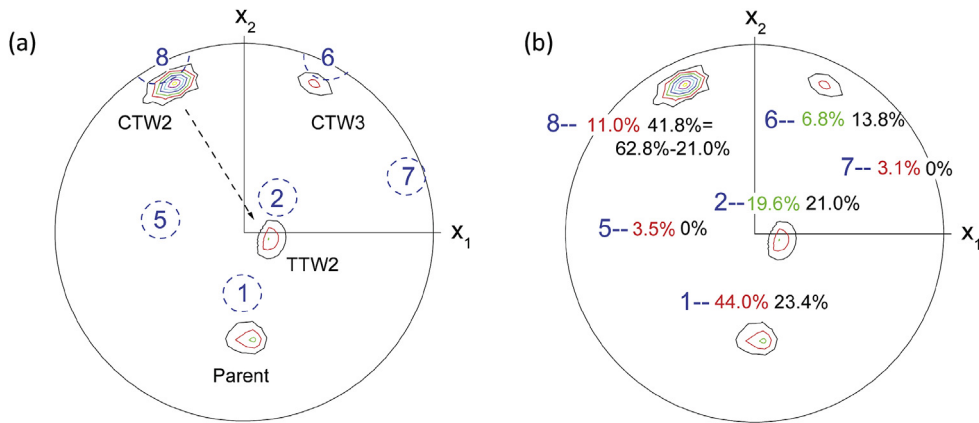 (a)
X2
8
6
CTW2
CTW3
7
2
5
X1
TTW2
1
Parent
(b)
X2
8-- 11.0% 41.8%=
62.8%-21.0%
6-- 6.8% 13.8%
7-- 3.1% 0%
2-- 19.6% 21.0%
5-- 3.5% 0%
X1
1-- 44.0% 23.4%